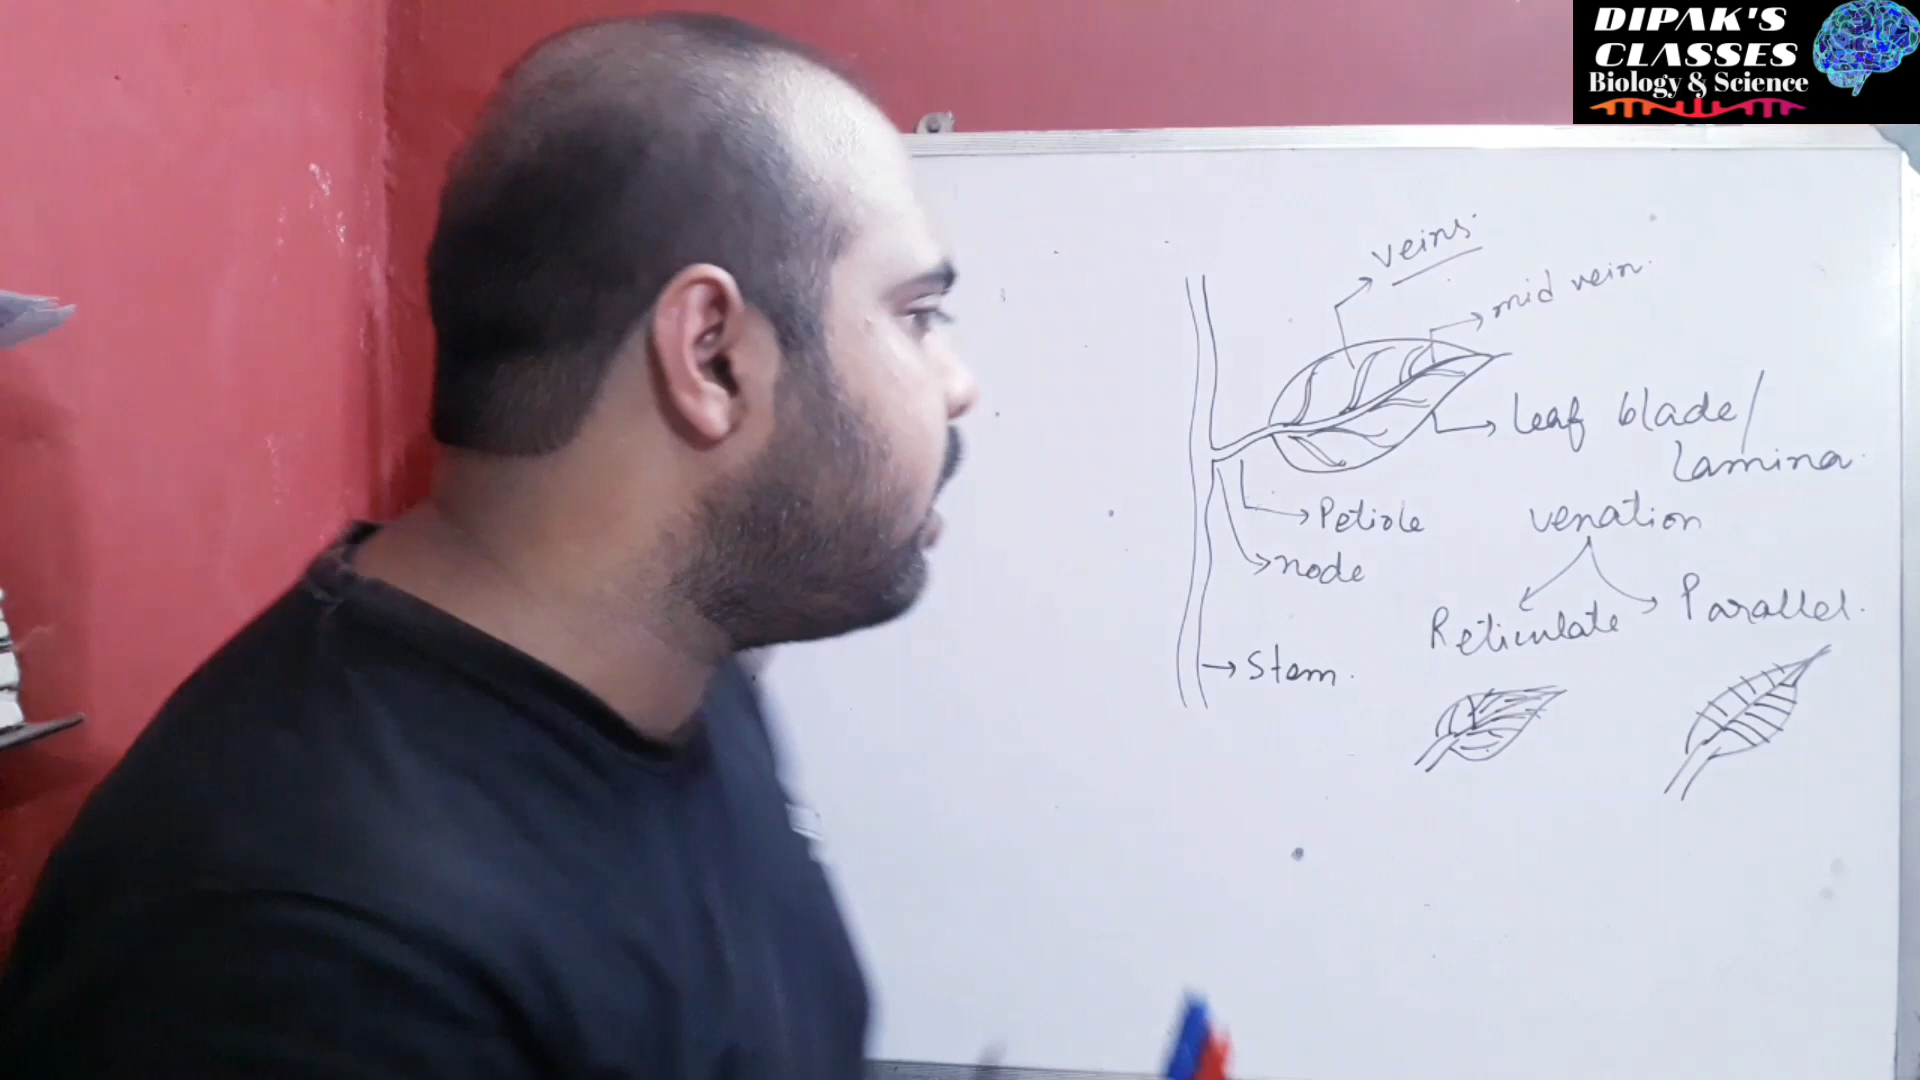 DIPAK'S
CLASSES
Biology & Science
veins
mid vein.
leaf blade/
Lamina.
Petiole
node
venation
Reticulate
Parallel.
Stem.